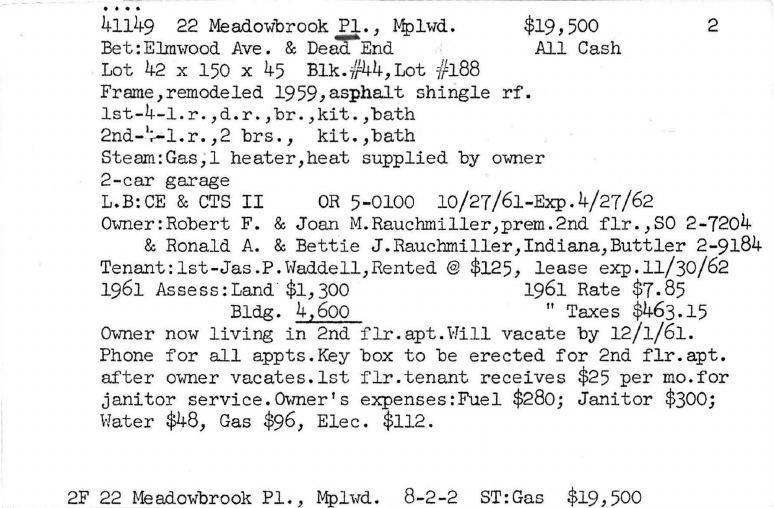 41149 22 Meadowbrook Pl., Mplwd. $19,500 2
Bet:Elmwood Ave. & Dead End All Cash
Lot 42 x 150 x 45 Blk.#44,Lot #188
Frame,remodeled 1959,asphalt shingle rf.
1st-4-l.r.,d.r.,br.,kit.,bath
2nd-4-l.r.,2 brs., kit.,bath
Steam:Gas,1 heater,heat supplied by owner
2-car garage
L.B:CE & CTS II OR 5-0100 10/27/61-Exp.4/27/62
Owner:Robert F. & Joan M.Rauchmiller,prem.2nd flr.,SO 2-7204
& Ronald A. & Bettie J.Rauchmiller,Indiana,Buttler 2-9184
Tenant:1st-Jas.P.Waddell,Rented @ $125, lease exp.11/30/62
1961 Assess:Land $1,300 1961 Rate $7.85
Bldg. 4,600 " Taxes $463.15
Owner now living in 2nd flr.apt.Will vacate by 12/1/61.
Phone for all appts.Key box to be erected for 2nd flr.apt.
after owner vacates.1st flr.tenant receives $25 per mo.for
janitor service.Owner's expenses:Fuel $280; Janitor $300;
Water $48, Gas $96, Elec. $112.
2F 22 Meadowbrook Pl., Mplwd. 8-2-2 ST:Gas $19,500